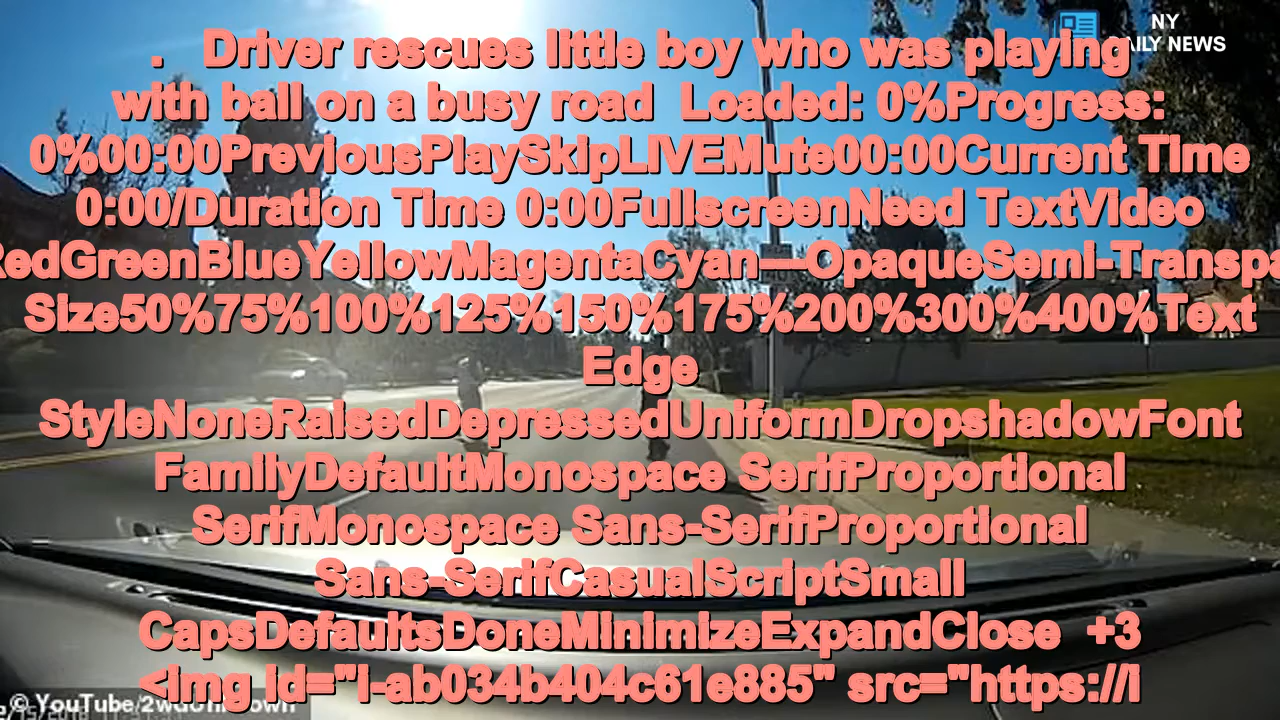 NY
DAILY NEWS
. Driver rescues little boy who was playing
with ball on a busy road Loaded: 0%Progress:
0%00:00PreviousPlaySkipLIVEMute00:00Current Time
0:00/Duration Time 0:00FullscreenNeed TextVideo
RedGreenBlueYellowMagentaCyan—OpaqueSemi-Transpa
Size50%75%100%125%150%175%200%300%400%Text
Edge
StyleNoneRaisedDepressedUniformDropshadowFont
FamilyDefaultMonospace SerifProportional
SerifMonospace Sans-SerifProportional
Sans-SerifCasualScriptSmall
CapsDefaultsDoneMinimizeExpandClose +3
<img id="i-ab034b404c61e885" src="https://i
© YouTube/